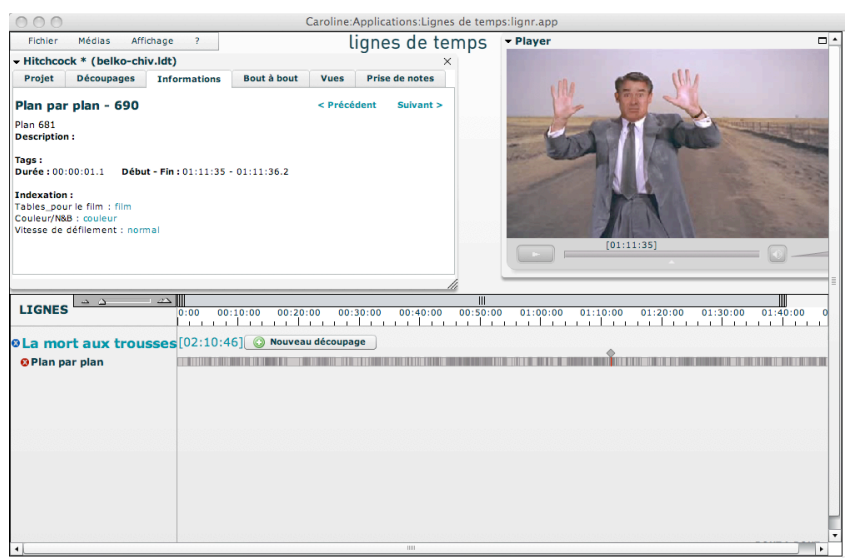 Caroline:Applications:Lignes de temps:lignr.app
Fichier Médias Affichage ?
lignes de temps
Hitchcock * (belko-chiv.ldt)
Projet Découpages Informations Bout à bout Vues Prise de notes
Plan par plan - 690
< Précédent Suivant >
Plan 681
Description :
Tags :
Durée : 00:00:01.1 Début - Fin : 01:11:35 - 01:11:36.2
Indexation :
Tables_pour le film : film
Couleur/N&B : couleur
Vitesse de défilement : normal
Player
[01:11:35]
LIGNES
0:00 00:10:00 00:20:00 00:30:00 00:40:00 00:50:00 01:00:00 01:10:00 01:20:00 01:30:00 01:40:00 0
La mort aux trousses [02:10:46] Nouveau découpage
Plan par plan